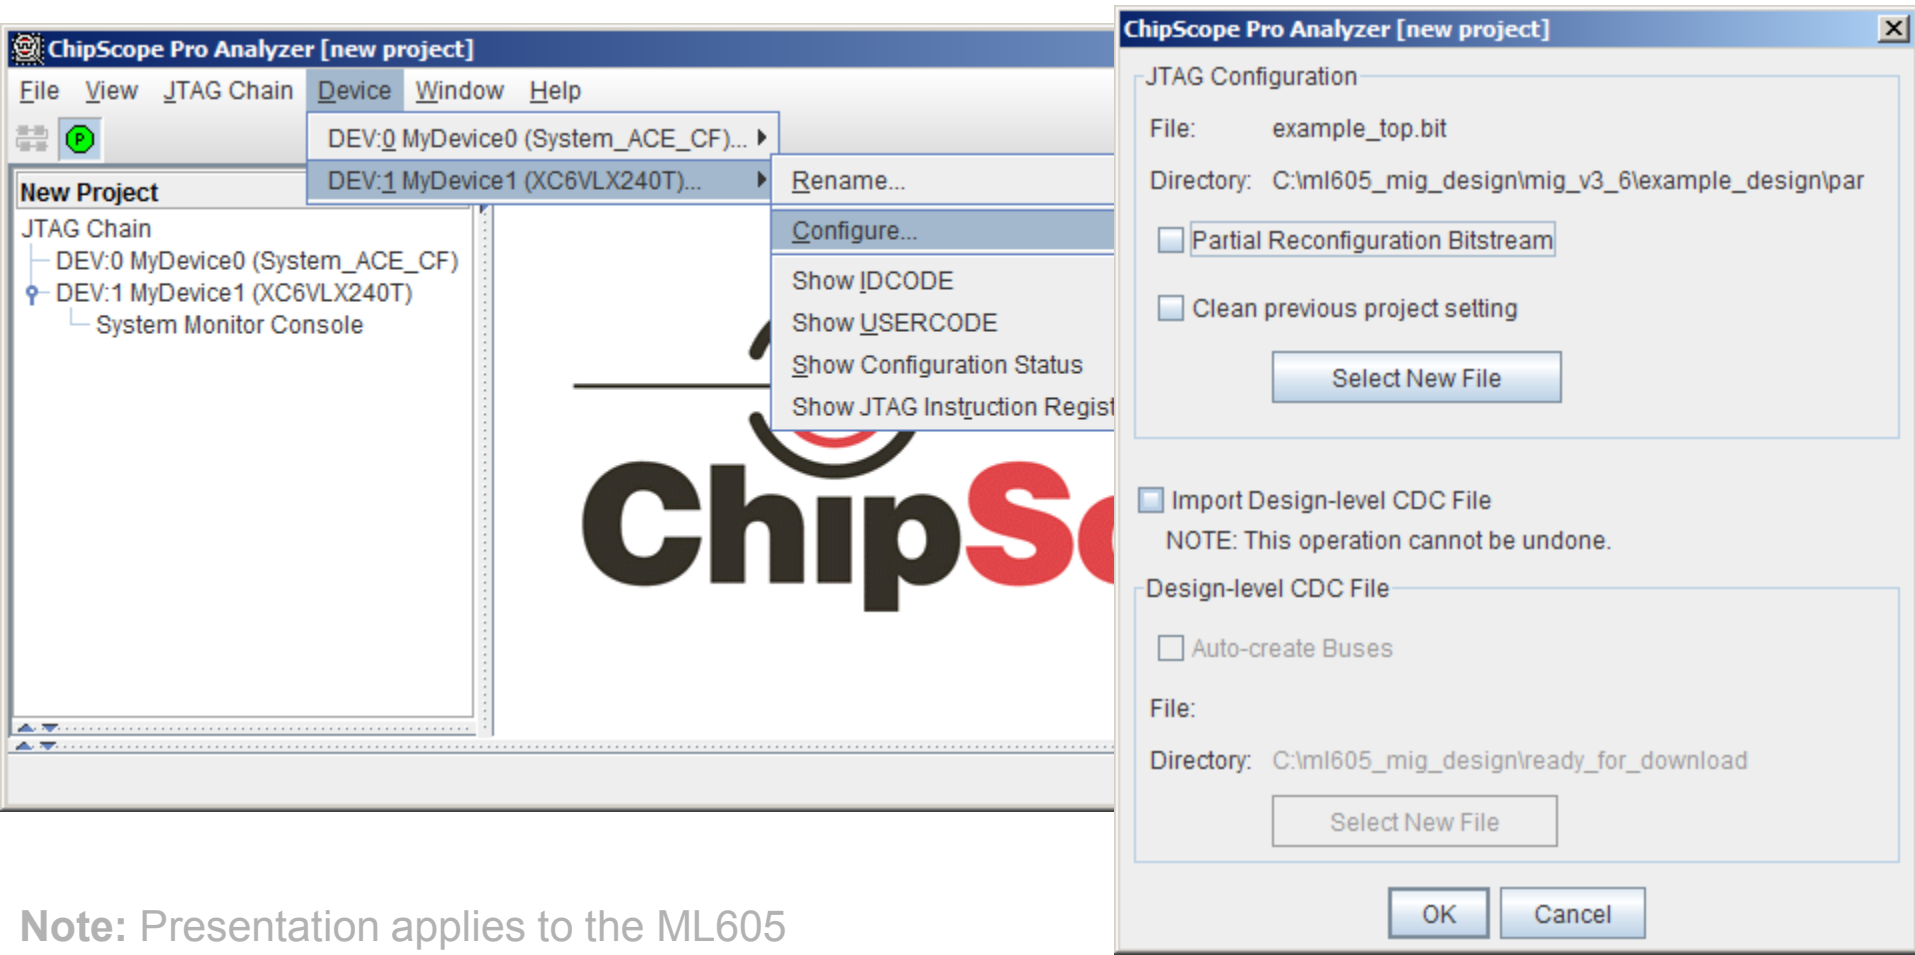 ChipScope Pro Analyzer [new project]
File View JTAG Chain Device Window Help
P
DEV:0 MyDevice0 (System_ACE_CF)...
DEV:1 MyDevice1 (XC6VLX240T)...
Rename...
Configure...
Show IDCODE
Show USERCODE
Show Configuration Status
Show JTAG Instruction Regist
New Project
JTAG Chain
DEV:0 MyDevice0 (System_ACE_CF)
DEV:1 MyDevice1 (XC6VLX240T)
System Monitor Console
ChipSc
ChipScope Pro Analyzer [new project]
JTAG Configuration
File: example_top.bit
Directory: C:\ml605_mig_design\mig_v3_6\example_design\par
Partial Reconfiguration Bitstream
Clean previous project setting
Select New File
Import Design-level CDC File
NOTE: This operation cannot be undone.
Design-level CDC File
Auto-create Buses
File:
Directory: C:\ml605_mig_design\ready_for_download
Select New File
OK Cancel
Note: Presentation applies to the ML605